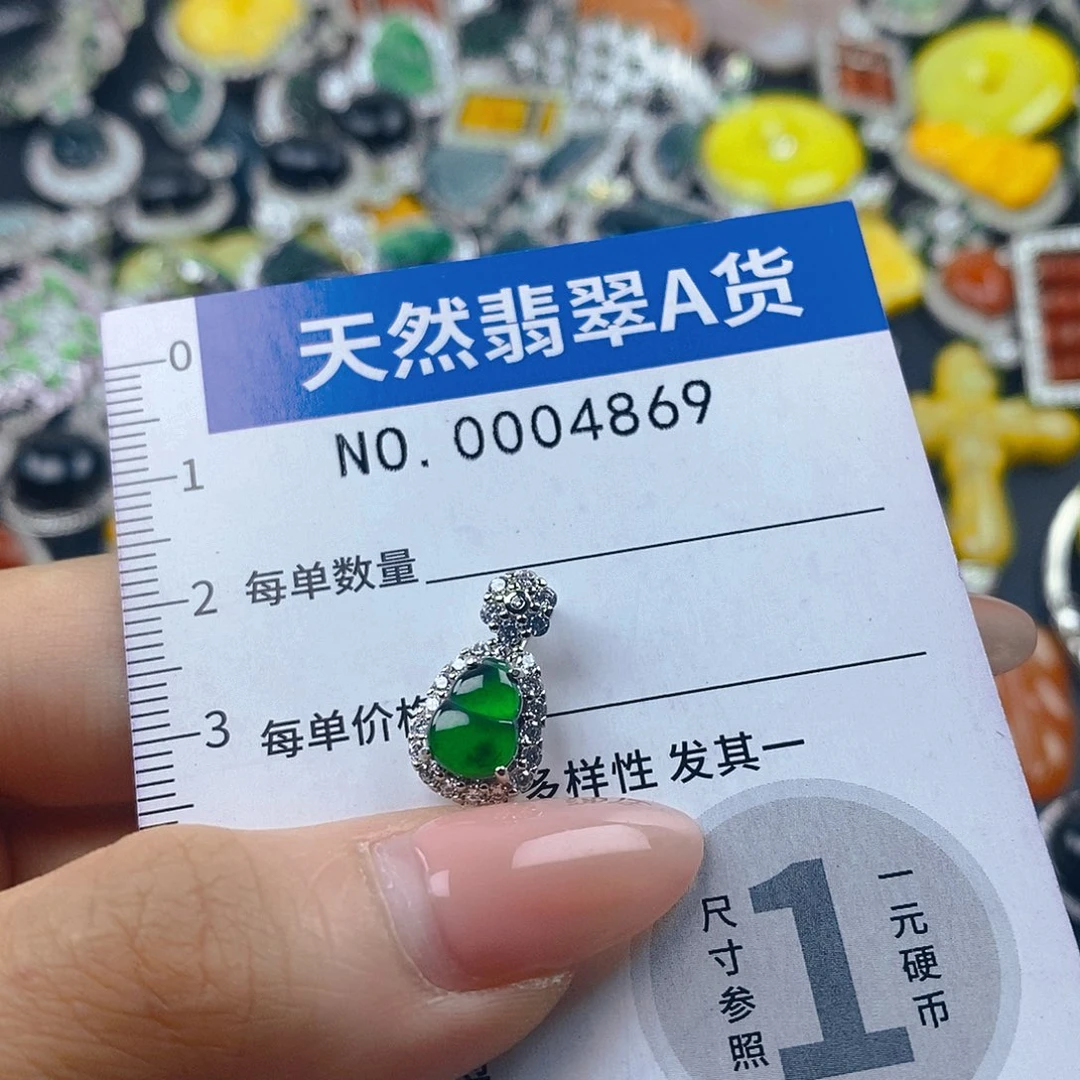 天然翡翠A货
NO. 0004869
0
1
2
3
每单数量
每单价格
多样性 发其一
尺寸参照
1
一元硬币